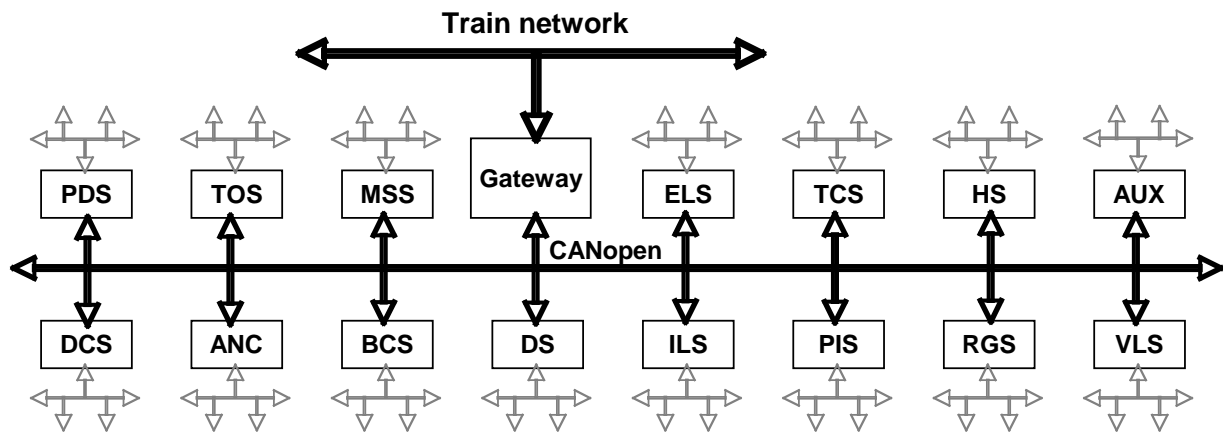 Train network
Gateway
PDS TOS MSS ELS TCS HS AUX
CANopen
DCS ANC BCS DS ILS PIS RGS VLS